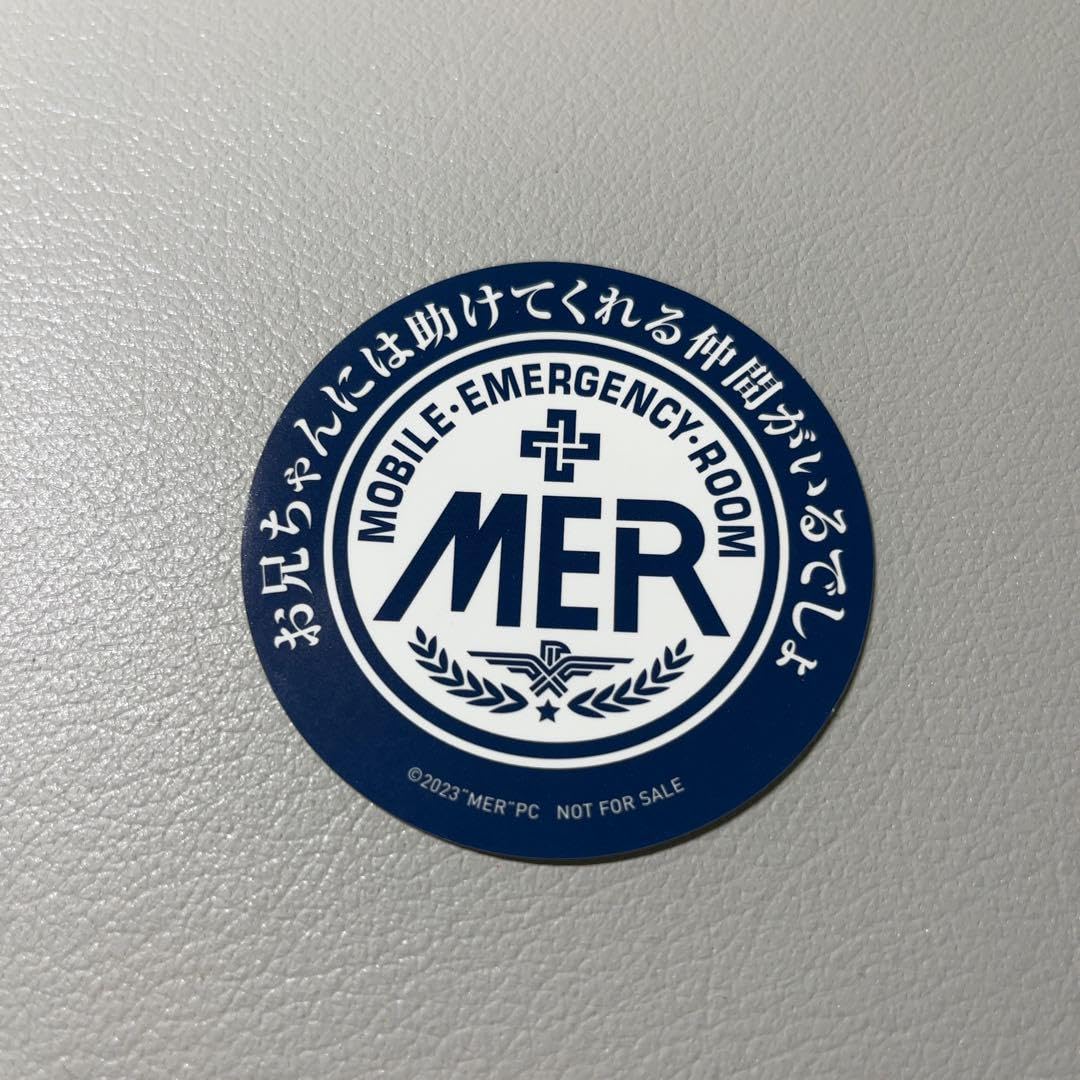 お兄ちゃんには助けてくれる仲間がいるでしょ
MOBILE・EMERGENCY・ROOM
MER
©2023"MER"PC NOT FOR SALE